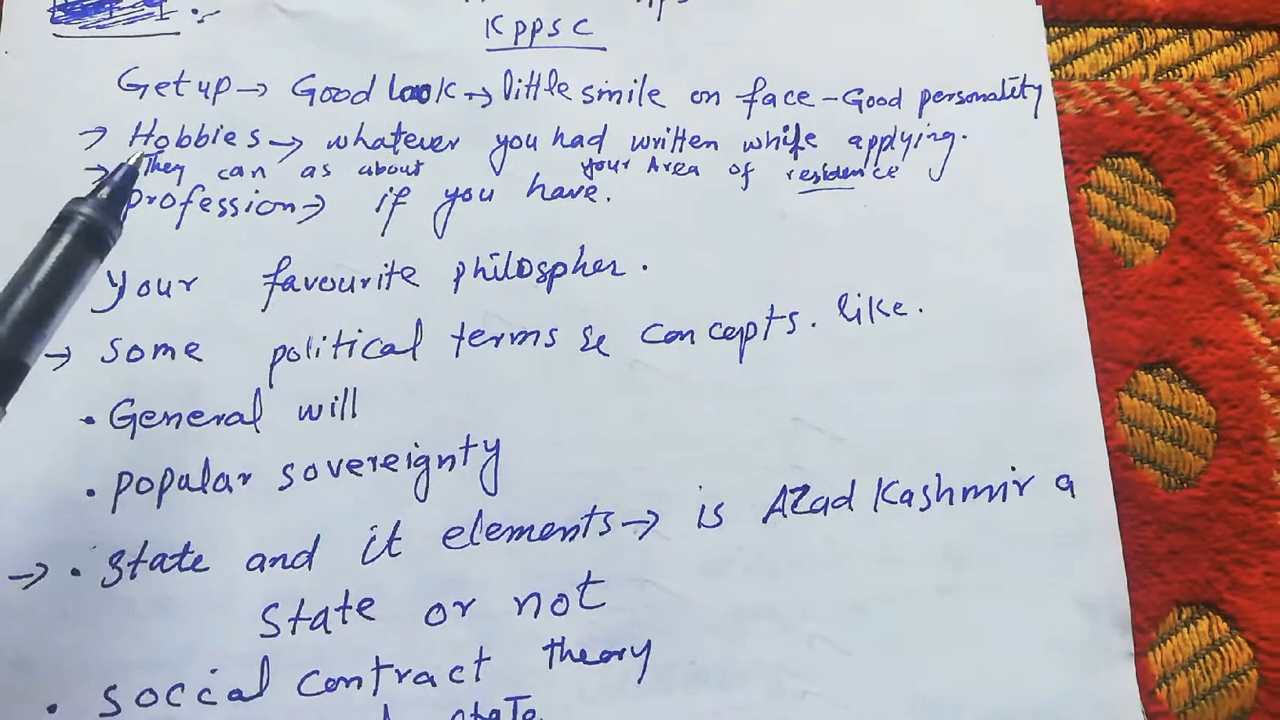 Kppsc
Getup → Good look → little smile on face - Good personality
→ Hobbies → whatever you had written while applying.
→ They can as about your Area of residence
profession → if you have.
your favourite philospher.
→ some political terms & concepts. like.
• General will
• popular sovereignty
→ • state and it elements → is Azad Kashmir a
state or not
• soccal contract theory
state